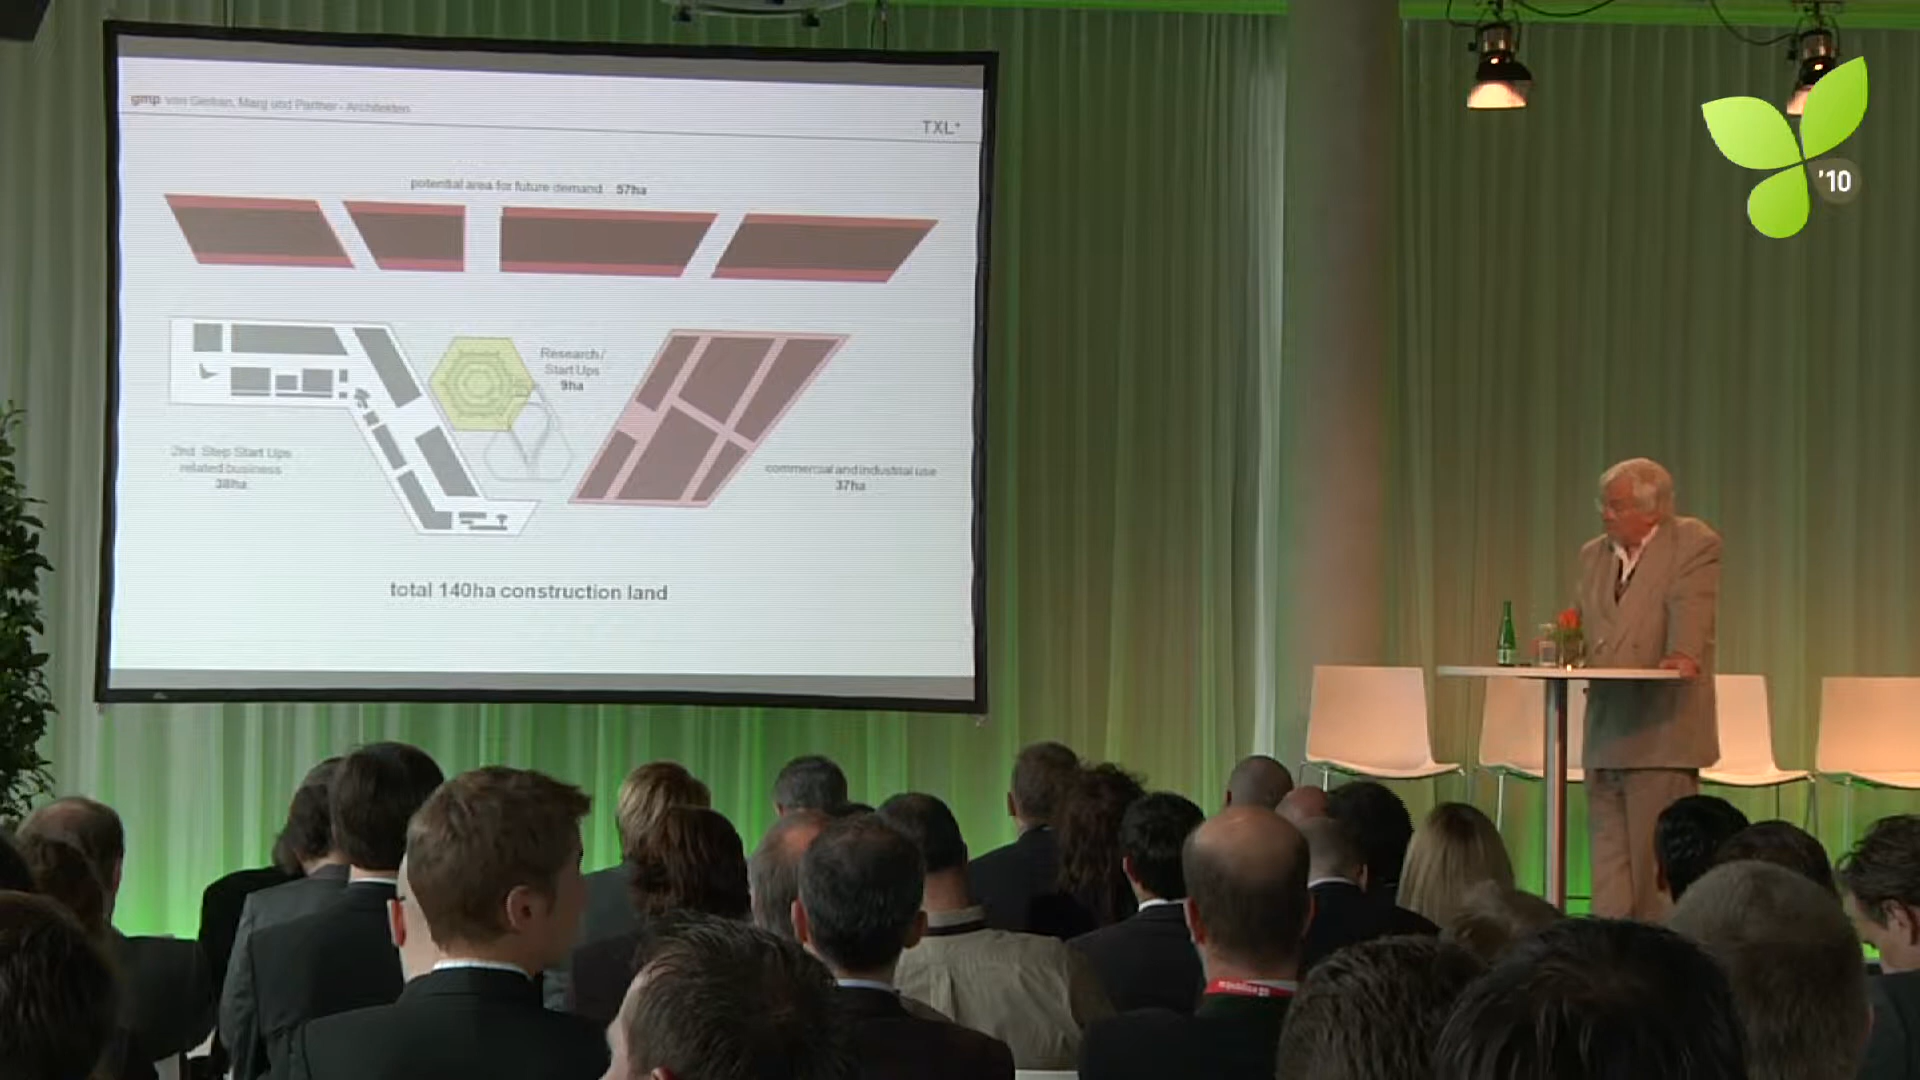 gmp von Gerkan, Marg und Partner - Architekten
TXL+
potential area for future demand 57ha
Research/
Start Ups
9ha
2nd Step Start Ups
related business
38ha
commercial and industrial use
37ha
total 140ha construction land
'10